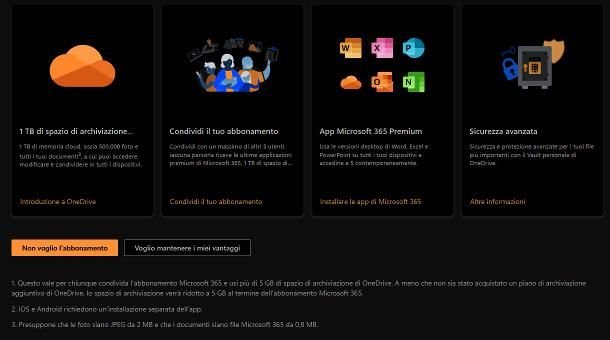 W X P
O N
1 TB di spazio di archiviazione...
1 TB di memoria cloud, ossia 500.000 foto e
tutti i tuoi documenti³, a cui puoi accedere,
modificare e condividere in tutti i dispositivi.
Introduzione a OneDrive
Condividi il tuo abbonamento
Condividi con un massimo di altri 5 utenti,
iascuna persona riceve le ultime applicazioni
premium di Microsoft 365, 1 TB di spazio d...
Condividi il tuo abbonamento
App Microsoft 365 Premium
Usa le versioni desktop di Word, Excel e
PowerPoint su tutti i tuoi dispositivi e
accedine a 5 contemporaneamente.
Installare le app di Microsoft 365
Sicurezza avanzata
Sicurezza e protezione avanzate per i tuoi file
più importanti con il Vault personale di
OneDrive.
Altre informazioni
Non voglio l'abbonamento
Voglio mantenere i miei vantaggi
1. Questo vale per chiunque condivida l'abbonamento Microsoft 365 e usi più di 5 GB di spazio di archiviazione di OneDrive. A meno che non sia stato acquistato un piano di archiviazione
aggiuntivo di OneDrive, lo spazio di archiviazione verrà ridotto a 5 GB al termine dell'abbonamento Microsoft 365.
2. iOS e Android richiedono un'installazione separata dell'app.
3. Presuppone che le foto siano JPEG da 2 MB e che i documenti siano file Microsoft 365 da 0,8 MB.